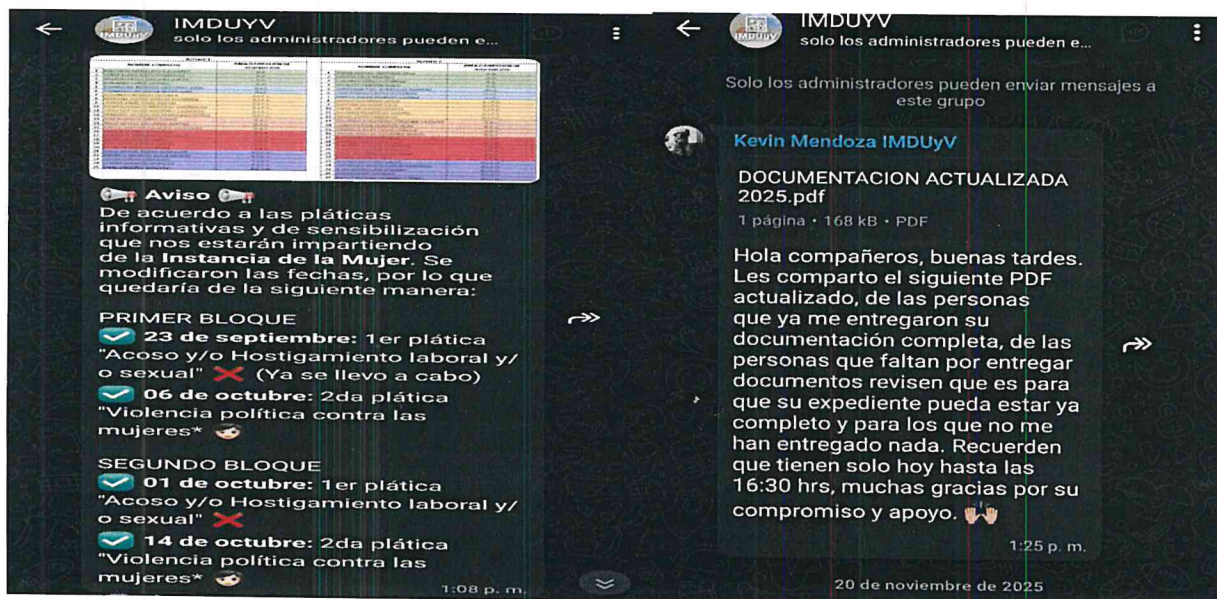 IMDUYV
solo los administradores pueden e...
Aviso
De acuerdo a las pláticas
informativas y de sensibilización
que nos estarán impartiendo
de la Instancia de la Mujer. Se
modificaron las fechas, por lo que
quedaría de la siguiente manera:
PRIMER BLOQUE
23 de septiembre: 1er plática
"Acoso y/o Hostigamiento laboral y/
o sexual" ❌ (Ya se llevo a cabo)
06 de octubre: 2da plática
"Violencia política contra las
mujeres*
SEGUNDO BLOQUE
01 de octubre: 1er plática
"Acoso y/o Hostigamiento laboral y/
o sexual" ❌
14 de octubre: 2da plática
"Violencia política contra las
mujeres*
1:08 p. m.
IMDUYV
solo los administradores pueden e...
Solo los administradores pueden enviar mensajes a
este grupo
Kevin Mendoza IMDUyV
DOCUMENTACION ACTUALIZADA
2025.pdf
1 página • 168 kB • PDF
Hola compañeros, buenas tardes.
Les comparto el siguiente PDF
actualizado, de las personas
que ya me entregaron su
documentación completa, de las
personas que faltan por entregar
documentos revisen que es para
que su expediente pueda estar ya
completo y para los que no me
han entregado nada. Recuerden
que tienen solo hoy hasta las
16:30 hrs, muchas gracias por su
compromiso y apoyo. 🙌
1:25 p. m.
20 de noviembre de 2025